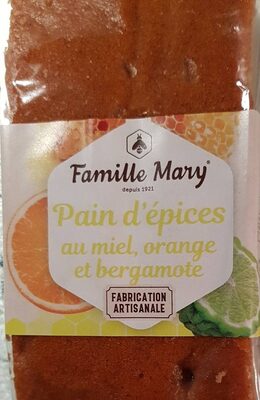 Famille Mary®
depuis 1921
Pain d'épices
au miel, orange
et bergamote
FABRICATION
ARTISANALE